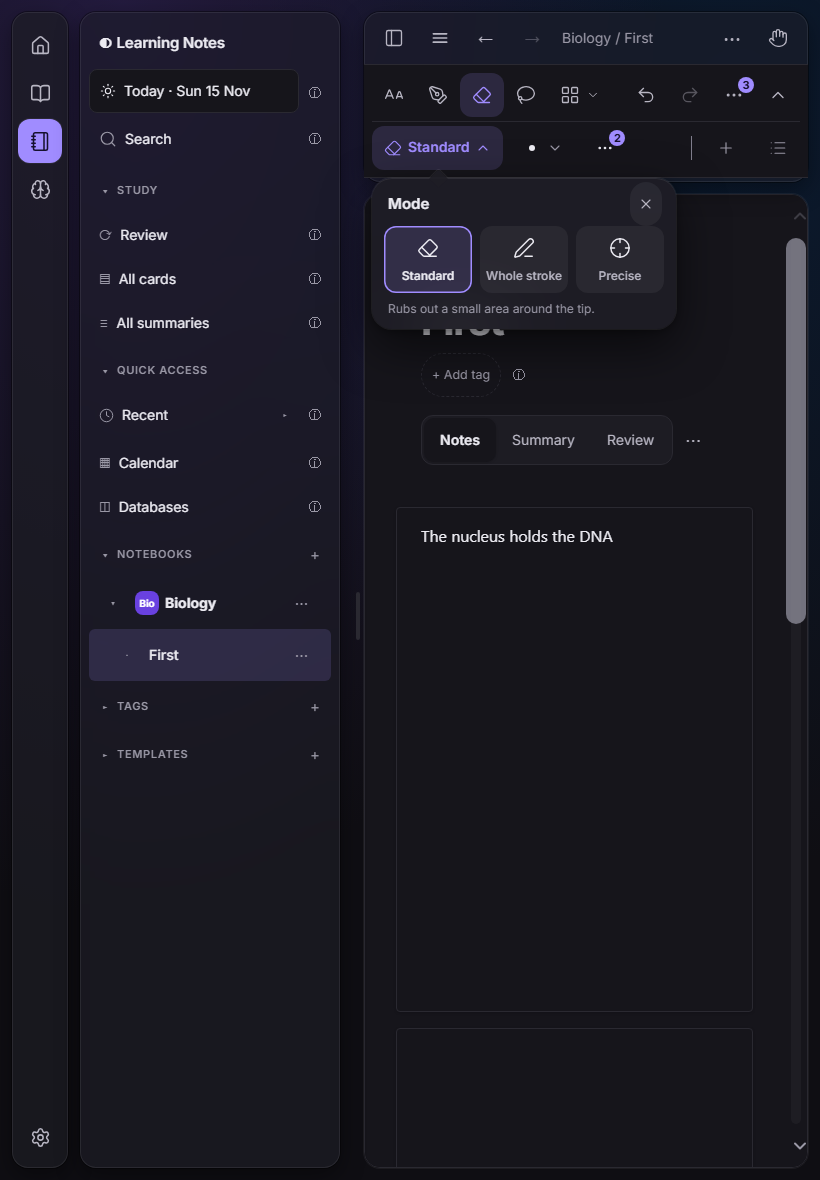 Learning Notes
Today · Sun 15 Nov
Search
STUDY
Review
All cards
All summaries
QUICK ACCESS
Recent
Calendar
Databases
NOTEBOOKS
Bio Biology
First
TAGS
TEMPLATES
Biology / First
AA
3
Standard
2
Mode
Standard Whole stroke Precise
Rubs out a small area around the tip.
First
+ Add tag
Notes Summary Review
The nucleus holds the DNA